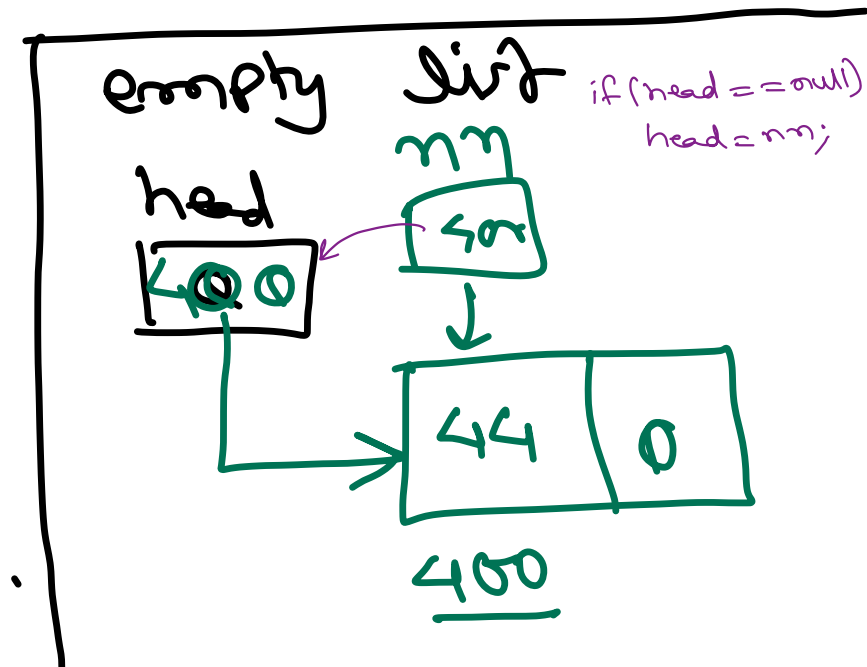 empty list
if(head==null)
head=nn;
nn
head
400
400
44 0
400